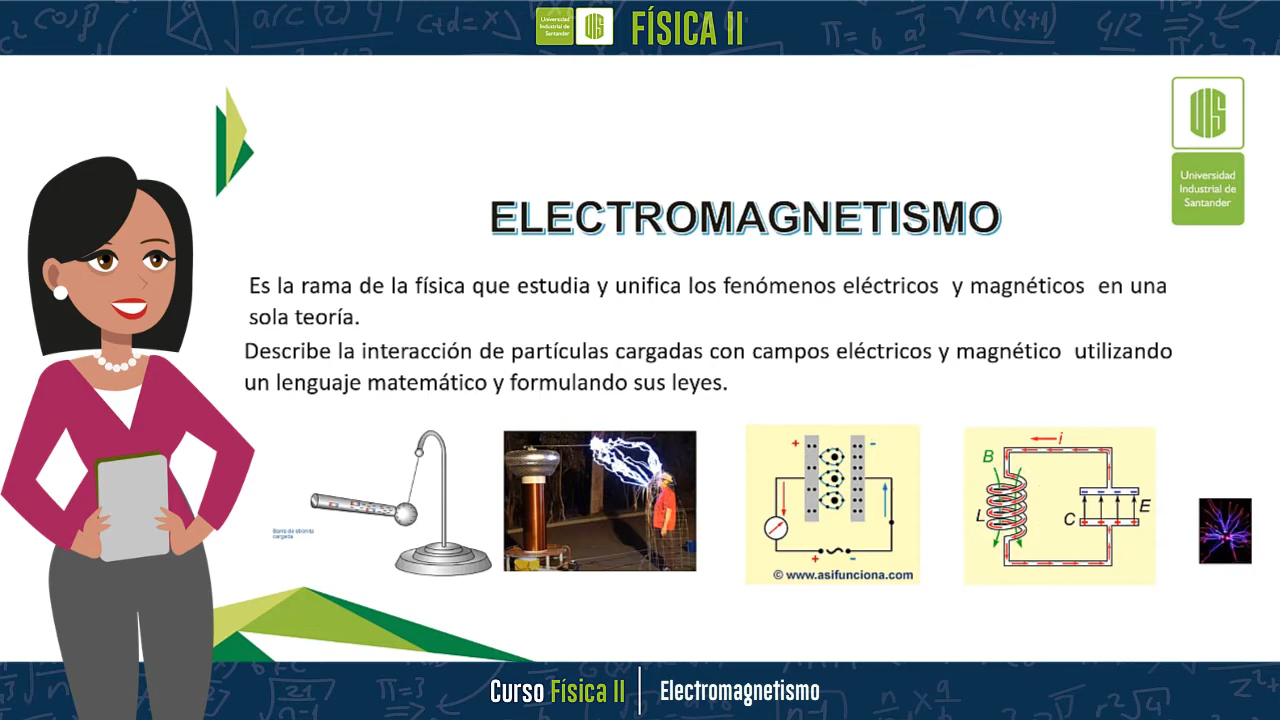 Universidad
Industrial de
Santander
UIS
FÍSICA II
UIS
Universidad
Industrial de
Santander
ELECTROMAGNETISMO
Es la rama de la física que estudia y unifica los fenómenos eléctricos y magnéticos en una
sola teoría.
Describe la interacción de partículas cargadas con campos eléctricos y magnético utilizando
un lenguaje matemático y formulando sus leyes.
Barra de ebonita
cargada
+ -
+ -
© www.asifunciona.com
i
B
L
C
E
Curso Física II
Electromagnetismo